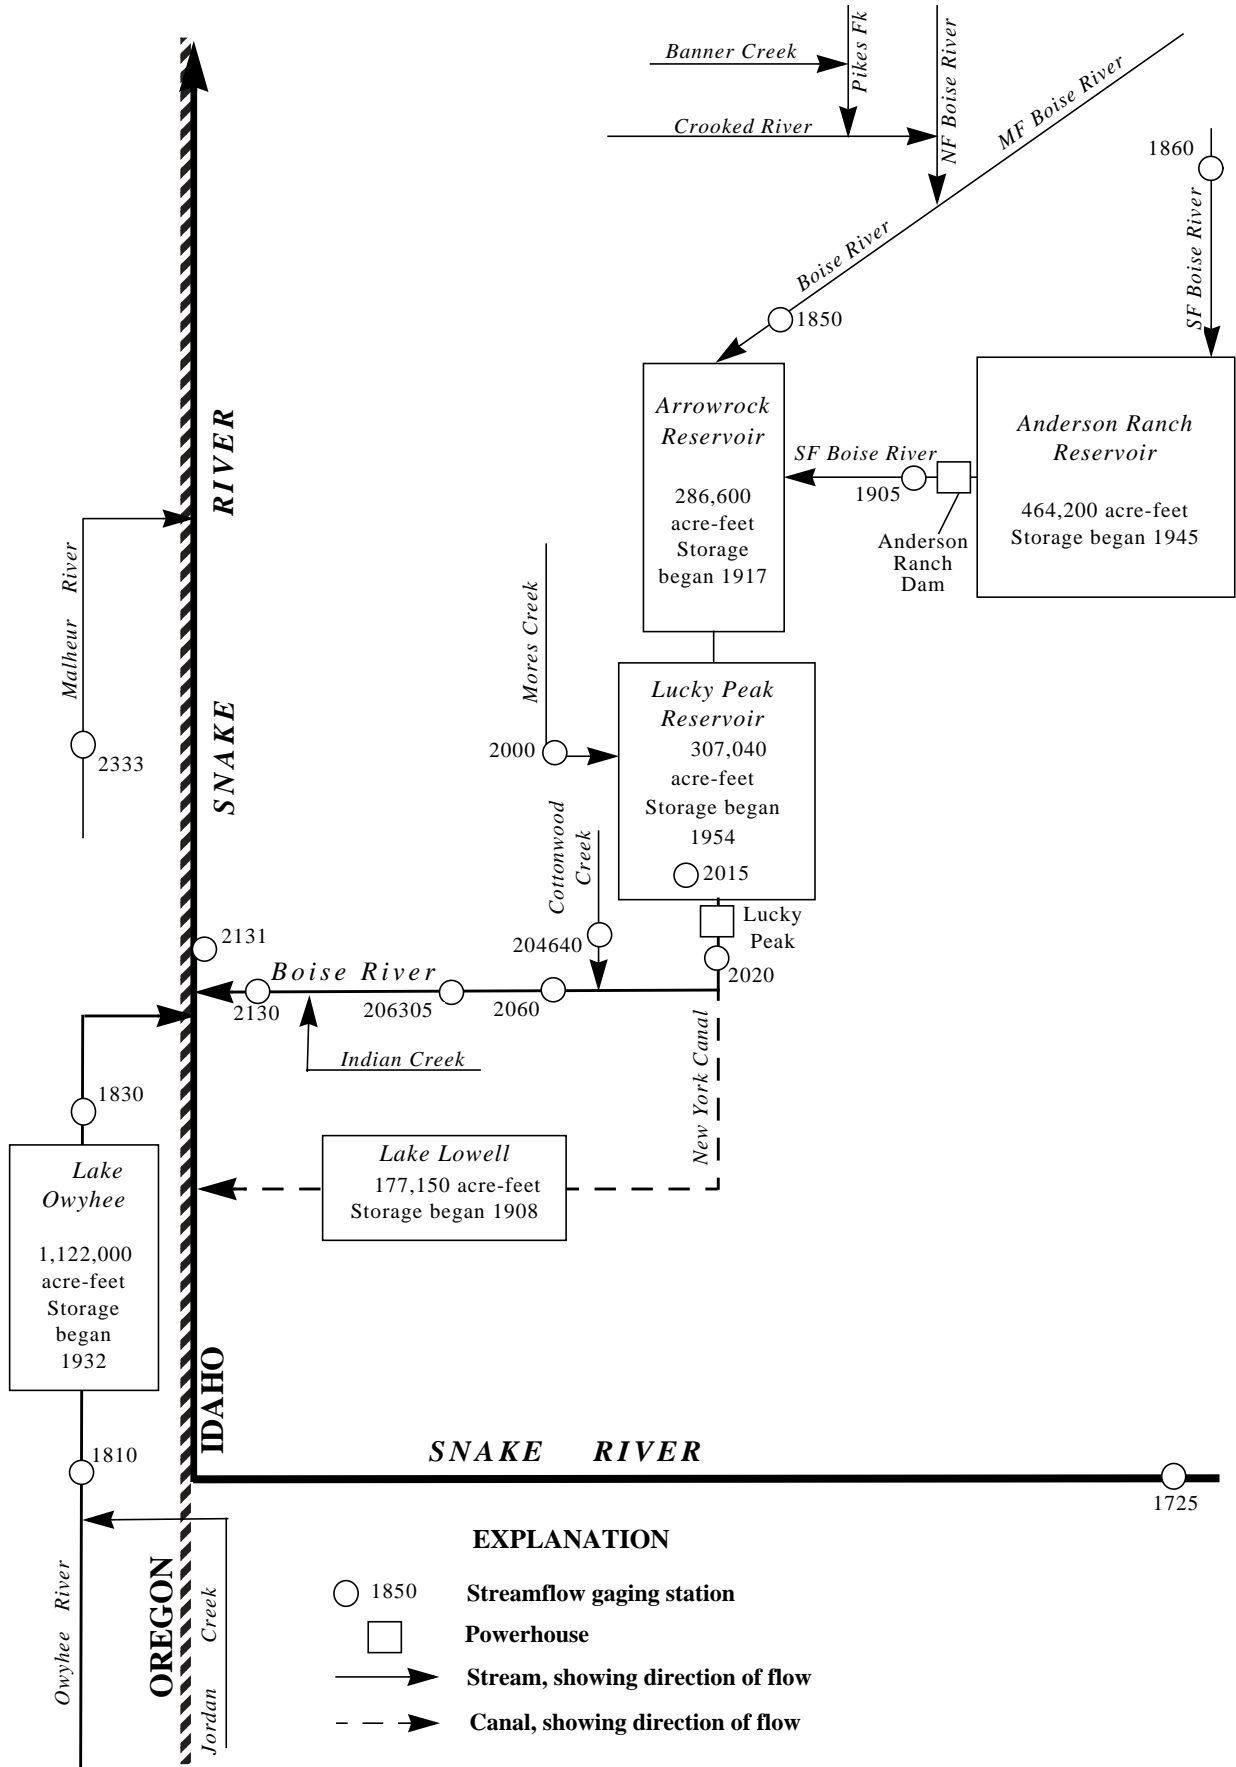 Banner Creek
Pikes Fk
NF Boise River
MF Boise River
Crooked River
1860
SF Boise River
Boise River
1850
Arrowrock
Reservoir
286,600
acre-feet
Storage
began 1917
SF Boise River
1905
Anderson
Ranch
Dam
Anderson Ranch
Reservoir
464,200 acre-feet
Storage began 1945
RIVER
SNAKE
Malheur River
2333
Mores Creek
2000
Lucky Peak
Reservoir
307,040
acre-feet
Storage began
1954
2015
Lucky
Peak
2020
Cottonwood
Creek
204640
2131
Boise River
2130
206305
2060
Indian Creek
New York Canal
1830
Lake
Owyhee
1,122,000
acre-feet
Storage
began
1932
Lake Lowell
177,150 acre-feet
Storage began 1908
IDAHO
1810
SNAKE RIVER
1725
Owyhee River
OREGON
Jordan Creek
EXPLANATION
1850 Streamflow gaging station
Powerhouse
Stream, showing direction of flow
Canal, showing direction of flow